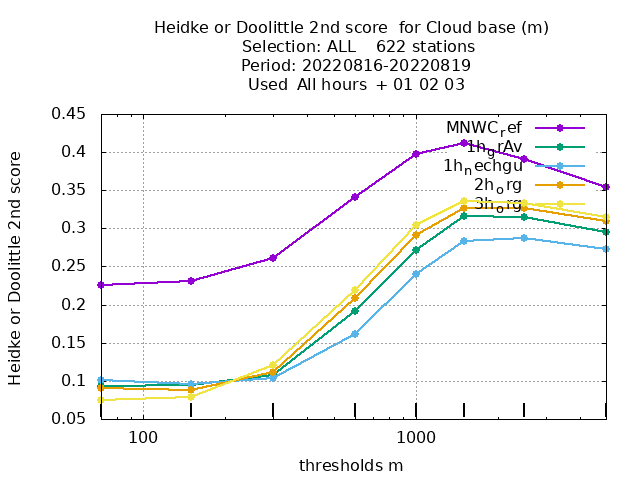 Heidke or Doolittle 2nd score  for Cloud base (m)
Selection: ALL    622 stations
Period: 20220816-20220819
Used  All hours  + 01 02 03
0.45
0.4
0.35
0.3
0.25
0.2
0.15
0.1
0.05
Heidke or Doolittle 2nd score
MNWC_ref
1h_grAv
1h_nechgu
2h_org
3h_org
100
1000
thresholds m